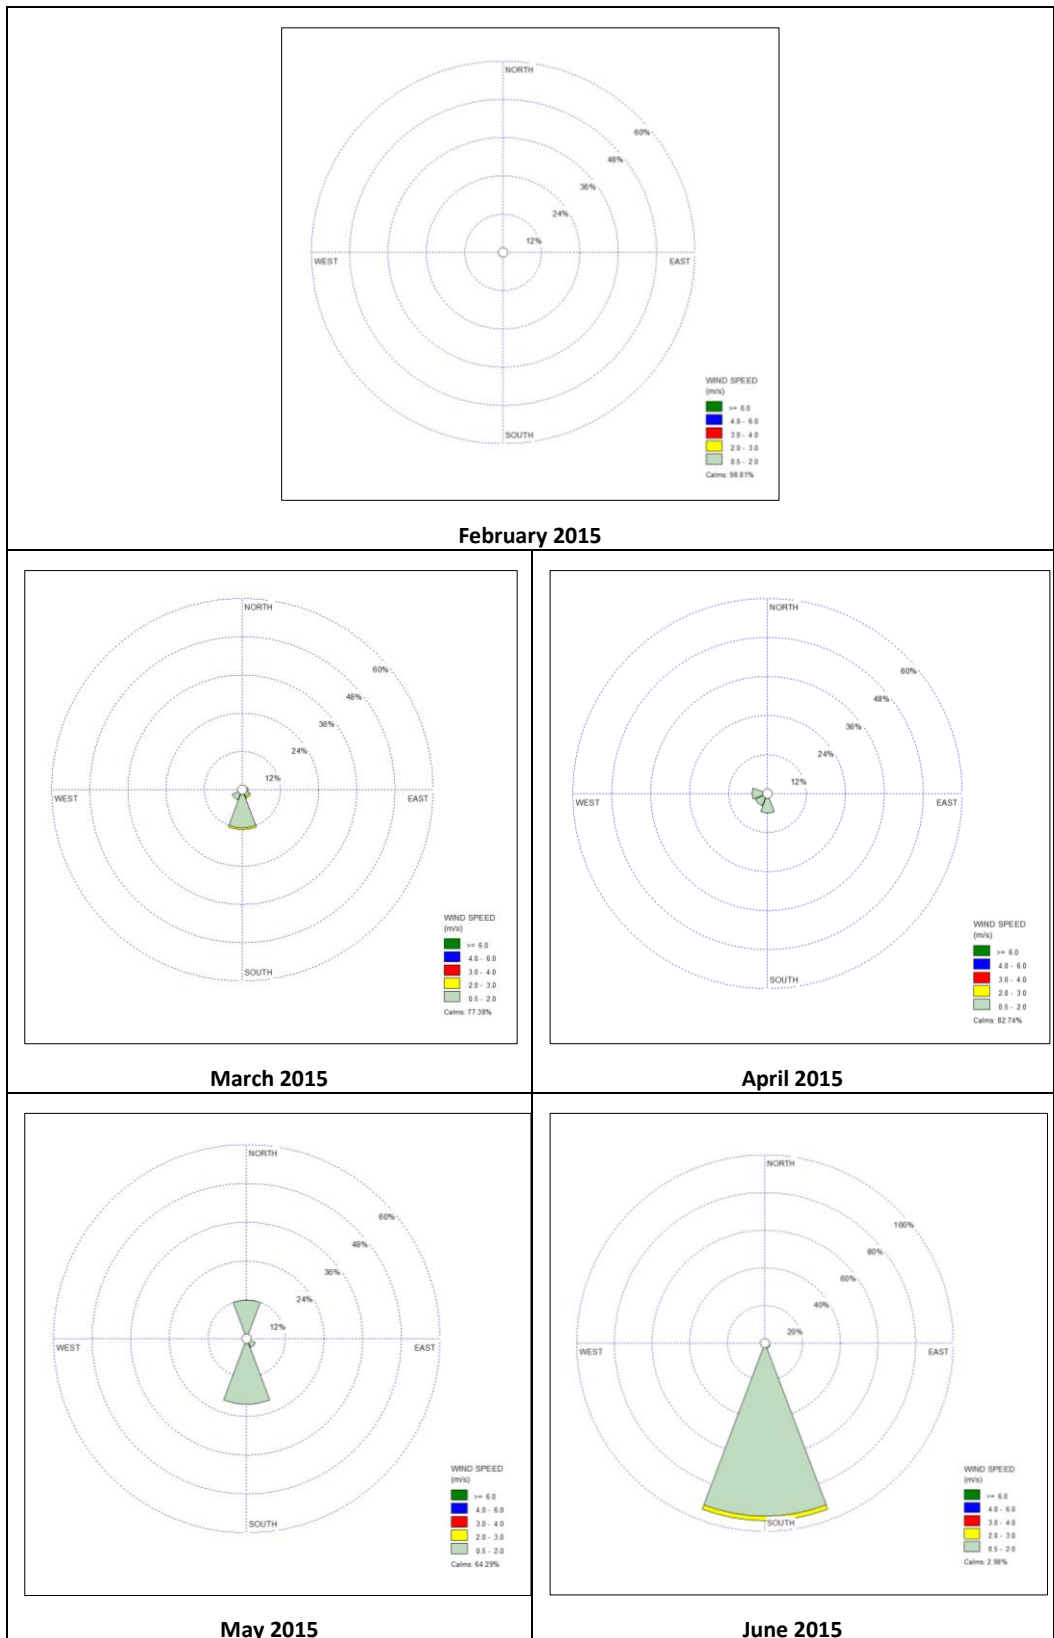 NORTH
60%
48%
36%
24%
12%
WEST
EAST
SOUTH
WIND SPEED
(m/s)
>= 6.0
4.0 - 6.0
3.0 - 4.0
2.0 - 3.0
0.5 - 2.0
Calms: 98.81%
February 2015
NORTH
60%
48%
36%
24%
12%
WEST
EAST
SOUTH
WIND SPEED
(m/s)
>= 6.0
4.0 - 6.0
3.0 - 4.0
2.0 - 3.0
0.5 - 2.0
Calms: 77.38%
March 2015
NORTH
60%
48%
36%
24%
12%
WEST
EAST
SOUTH
WIND SPEED
(m/s)
>= 6.0
4.0 - 6.0
3.0 - 4.0
2.0 - 3.0
0.5 - 2.0
Calms: 82.74%
April 2015
NORTH
60%
48%
36%
24%
12%
WEST
EAST
SOUTH
WIND SPEED
(m/s)
>= 6.0
4.0 - 6.0
3.0 - 4.0
2.0 - 3.0
0.5 - 2.0
Calms: 64.29%
May 2015
NORTH
100%
80%
60%
40%
20%
WEST
EAST
SOUTH
WIND SPEED
(m/s)
>= 6.0
4.0 - 6.0
3.0 - 4.0
2.0 - 3.0
0.5 - 2.0
Calms: 2.98%
June 2015